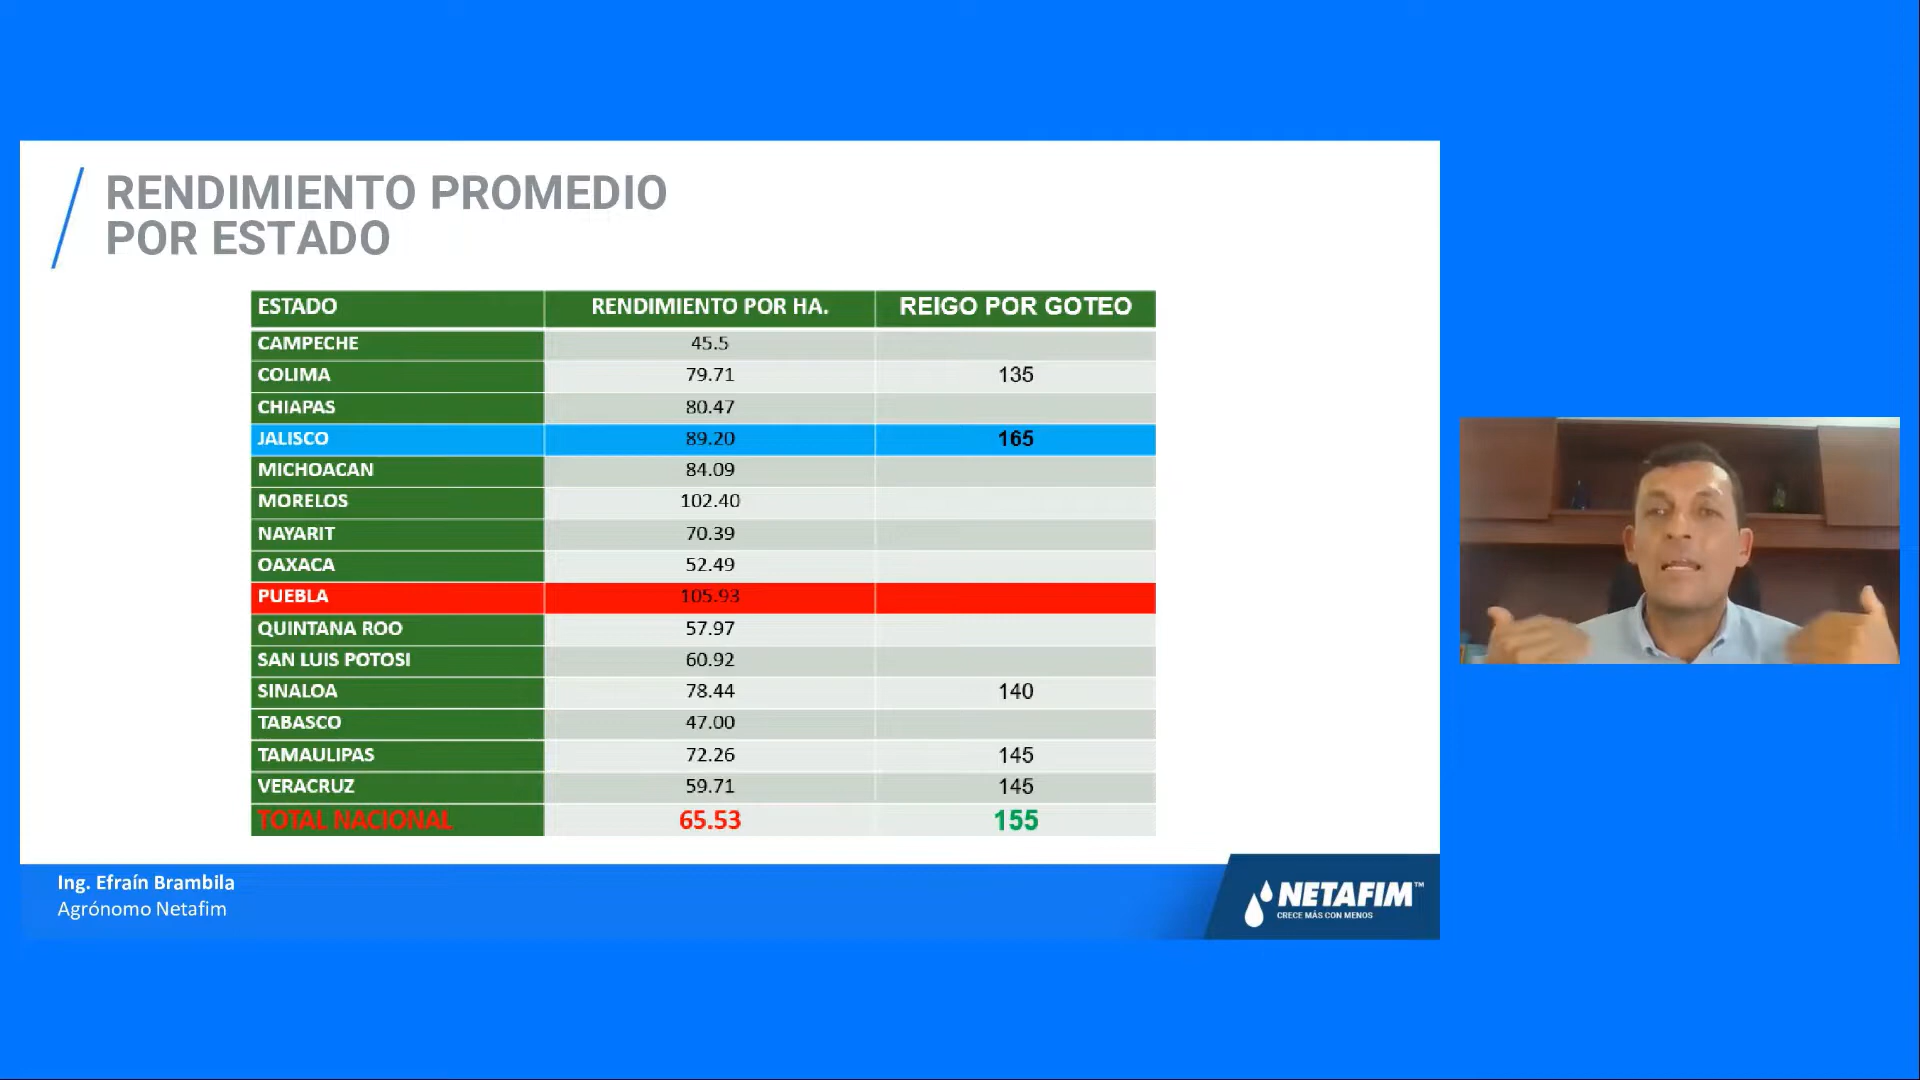 RENDIMIENTO PROMEDIO
POR ESTADO
ESTADO RENDIMIENTO POR HA. REIGO POR GOTEO
CAMPECHE 45.5
COLIMA 79.71 135
CHIAPAS 80.47
JALISCO 89.20 165
MICHOACAN 84.09
MORELOS 102.40
NAYARIT 70.39
OAXACA 52.49
PUEBLA 105.93
QUINTANA ROO 57.97
SAN LUIS POTOSI 60.92
SINALOA 78.44 140
TABASCO 47.00
TAMAULIPAS 72.26 145
VERACRUZ 59.71 145
TOTAL NACIONAL 65.53 155
Ing. Efraín Brambila
Agrónomo Netafim
NETAFIM™
CRECE MÁS CON MENOS